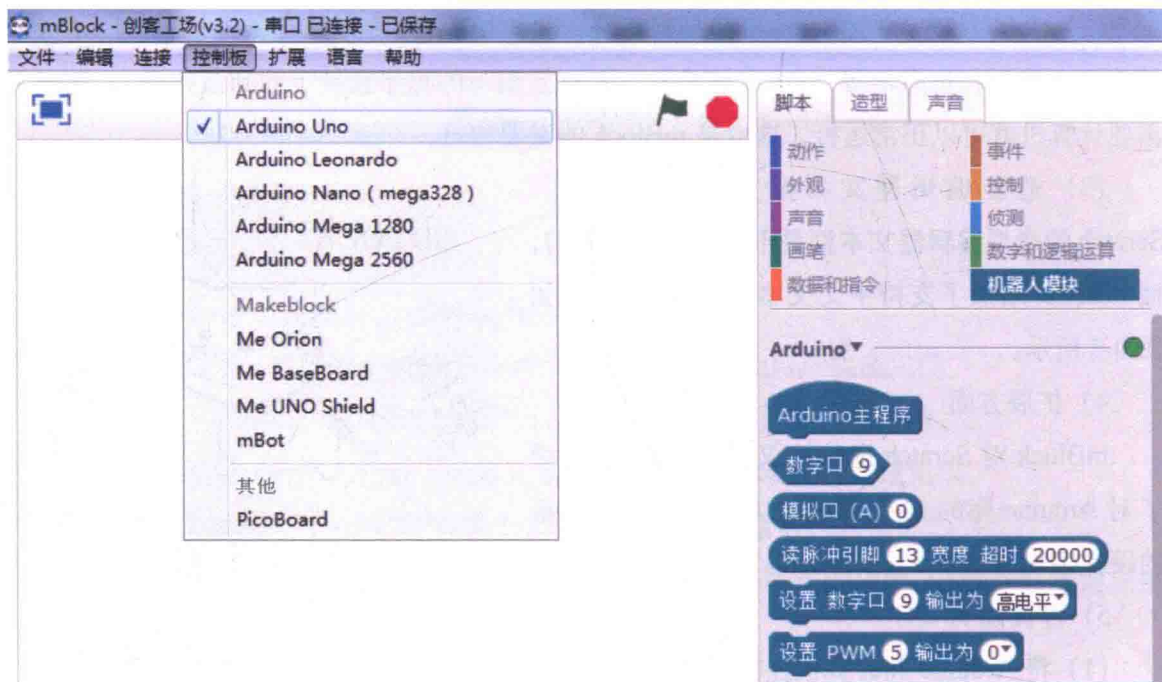 mBlock - 创客工场(v3.2) - 串口 已连接 - 已保存
文件 编辑 连接 控制板 扩展 语言 帮助
Arduino
✓ Arduino Uno
Arduino Leonardo
Arduino Nano ( mega328 )
Arduino Mega 1280
Arduino Mega 2560
Makeblock
Me Orion
Me BaseBoard
Me UNO Shield
mBot
其他
PicoBoard
脚本 造型 声音
动作 事件
外观 控制
声音 侦测
画笔 数字和逻辑运算
数据和指令 机器人模块
Arduino
Arduino主程序
数字口 9
模拟口 (A) 0
读脉冲引脚 13 宽度 超时 20000
设置 数字口 9 输出为 高电平
设置 PWM 5 输出为 0